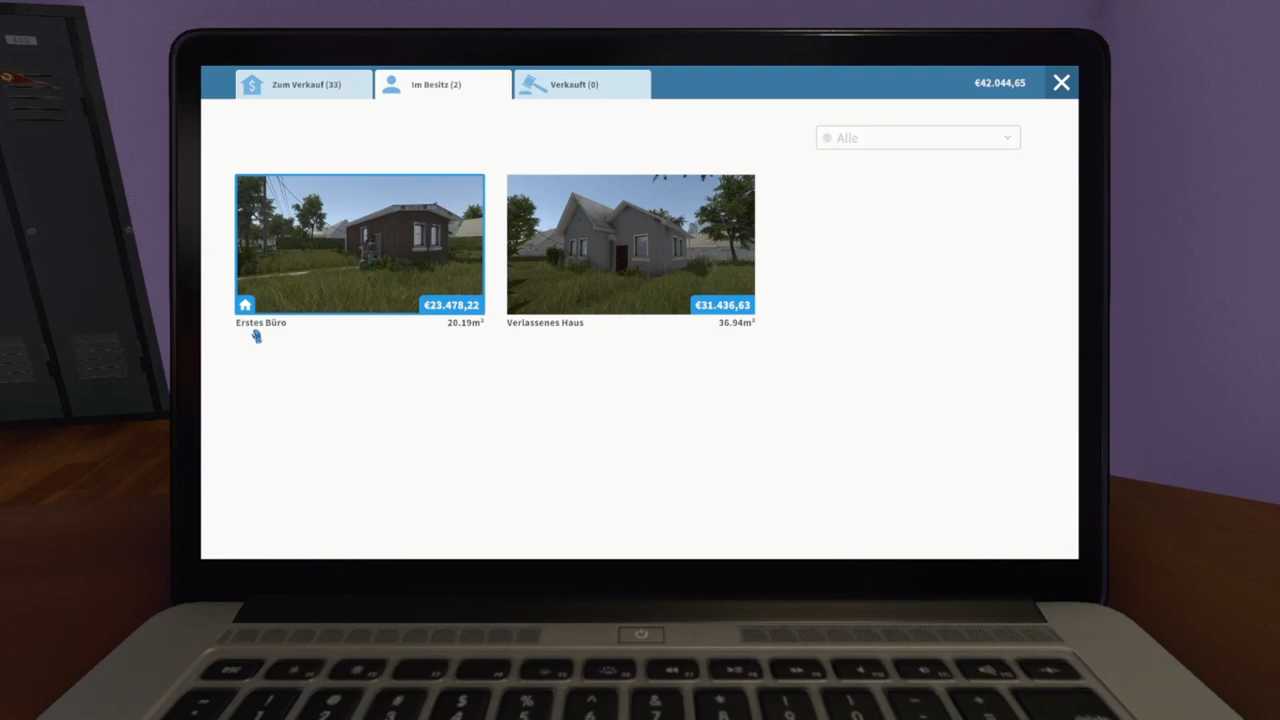 Zum Verkauf (33)
Im Besitz (2)
Verkauft (0)
€42.044,65
Alle
€23.478,22
€31.436,63
Erstes Büro
20.19m²
Verlassenes Haus
36.94m²
esc